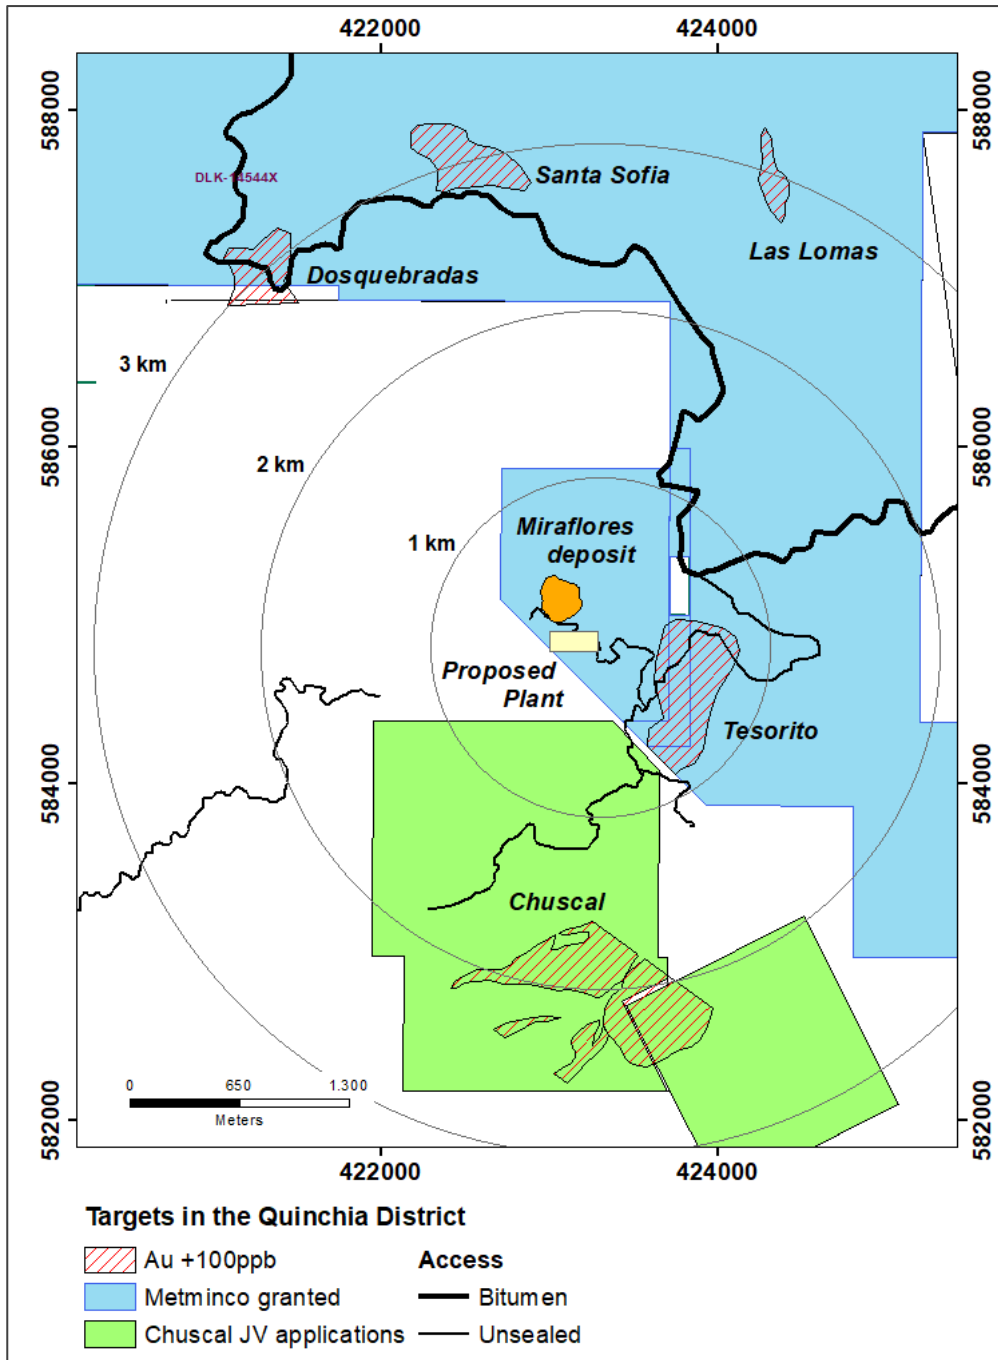 422000
424000
588000
588000
DLK-14544X
Santa Sofia
Las Lomas
Dosquebradas
3 km
586000
586000
2 km
1 km
Miraflores
deposit
Proposed
Plant
Tesorito
584000
584000
Chuscal
0
650
1.300
Meters
582000
582000
422000
424000
Targets in the Quinchia District
Au +100ppb
Access
Metminco granted
Bitumen
Chuscal JV applications
Unsealed